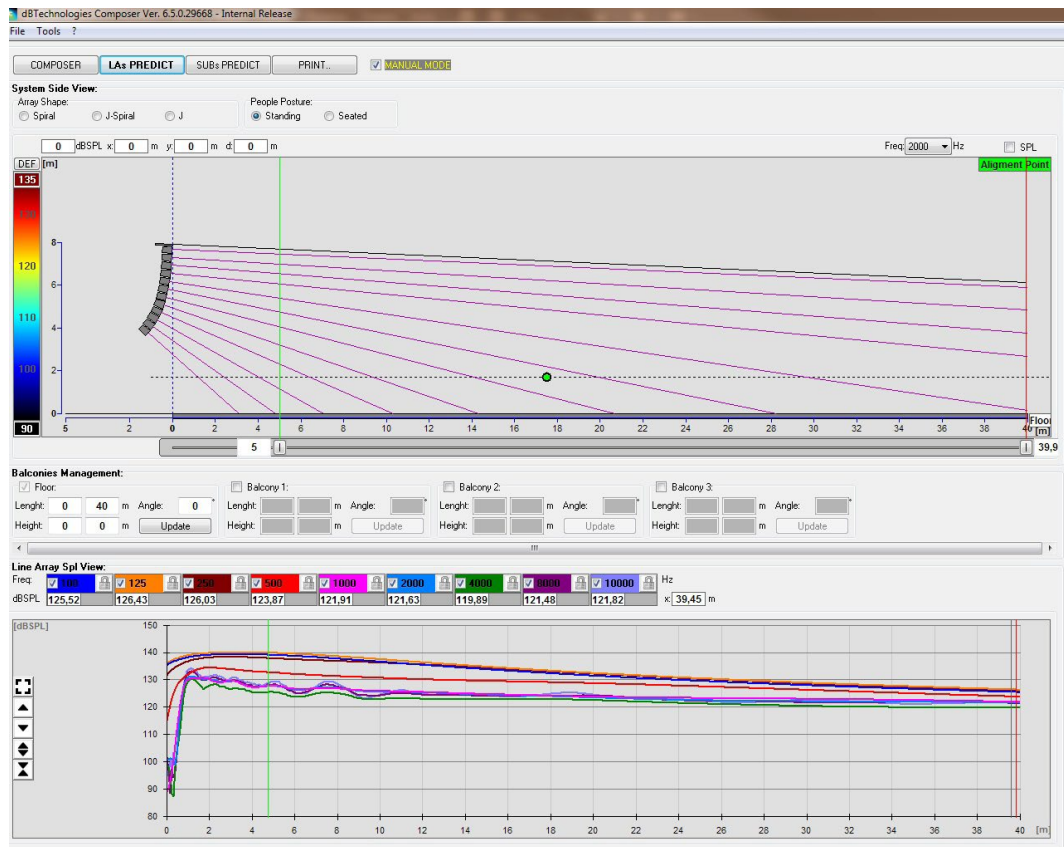 dBTechnologies Composer Ver. 6.5.0.29668 - Internal Release
File Tools ?
COMPOSER LAs PREDICT SUBs PREDICT PRINT.. MANUAL MODE
System Side View:
Array Shape: People Posture:
Spiral J-Spiral J Standing Seated
0 dBSPL x: 0 m y: 0 m d: 0 m Freq: 2000 Hz SPL
DEF [m] Aligment Point
135
8
120
6
110
4
100
2
0
90 5 2 0 2 4 6 8 10 12 14 16 18 20 22 24 26 28 30 32 34 36 38 40 [m]
5 39,9
Balconies Management:
Floor: Balcony 1: Balcony 2: Balcony 3:
Lenght: 0 40 m Angle: 0 ° Lenght: m Angle: ° Lenght: m Angle: ° Lenght: m Angle: °
Height: 0 0 m Update Height: m Update Height: m Update Height: m Update
Line Array Spl View:
Freq: 100 125 250 500 1000 2000 4000 8000 10000 Hz
dBSPL 125,52 126,43 126,03 123,87 121,91 121,63 119,89 121,48 121,82 x: 39,45 m
[dBSPL] 150
140
130
120
110
100
90
80
0 2 4 6 8 10 12 14 16 18 20 22 24 26 28 30 32 34 36 38 40 [m]